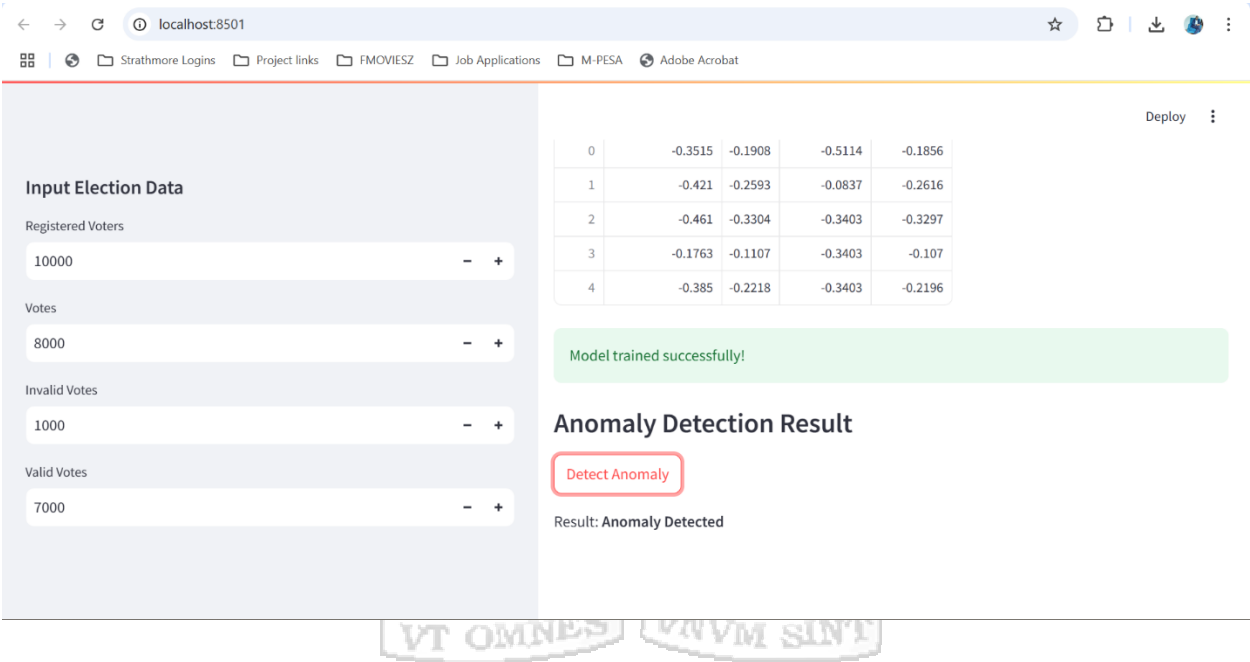 localhost:8501
Strathmore Logins Project links FMOVIESZ Job Applications M-PESA Adobe Acrobat
Deploy
Input Election Data
Registered Voters
10000
Votes
8000
Invalid Votes
1000
Valid Votes
7000
0 -0.3515 -0.1908 -0.5114 -0.1856
1 -0.421 -0.2593 -0.0837 -0.2616
2 -0.461 -0.3304 -0.3403 -0.3297
3 -0.1763 -0.1107 -0.3403 -0.107
4 -0.385 -0.2218 -0.3403 -0.2196
Model trained successfully!
Anomaly Detection Result
Detect Anomaly
Result: Anomaly Detected
VT OMNES VNVM SINT